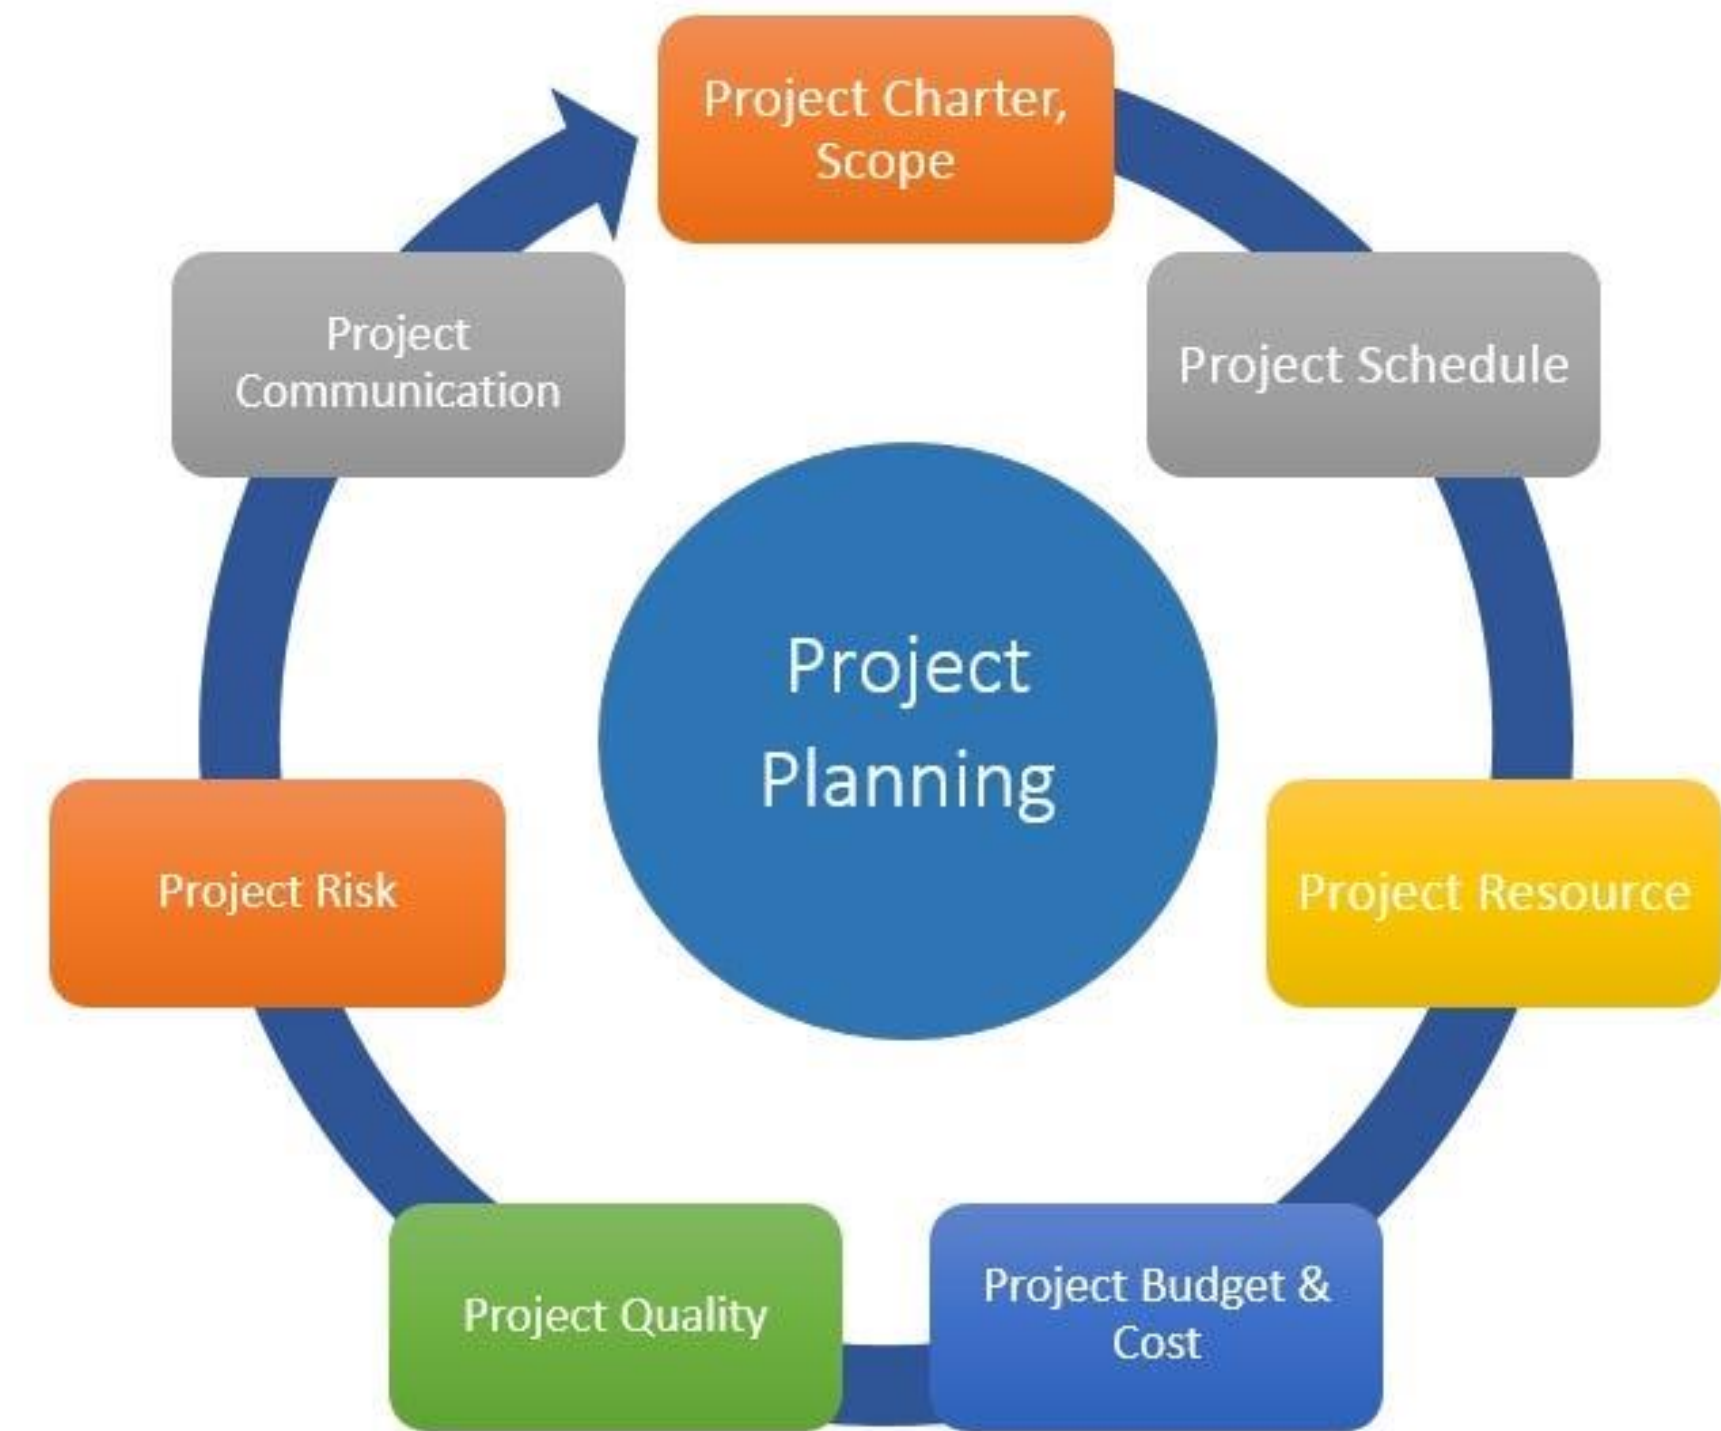 Project Charter,
Scope
Project Schedule
Project Resource
Project Budget &
Cost
Project Quality
Project Risk
Project
Communication
Project
Planning